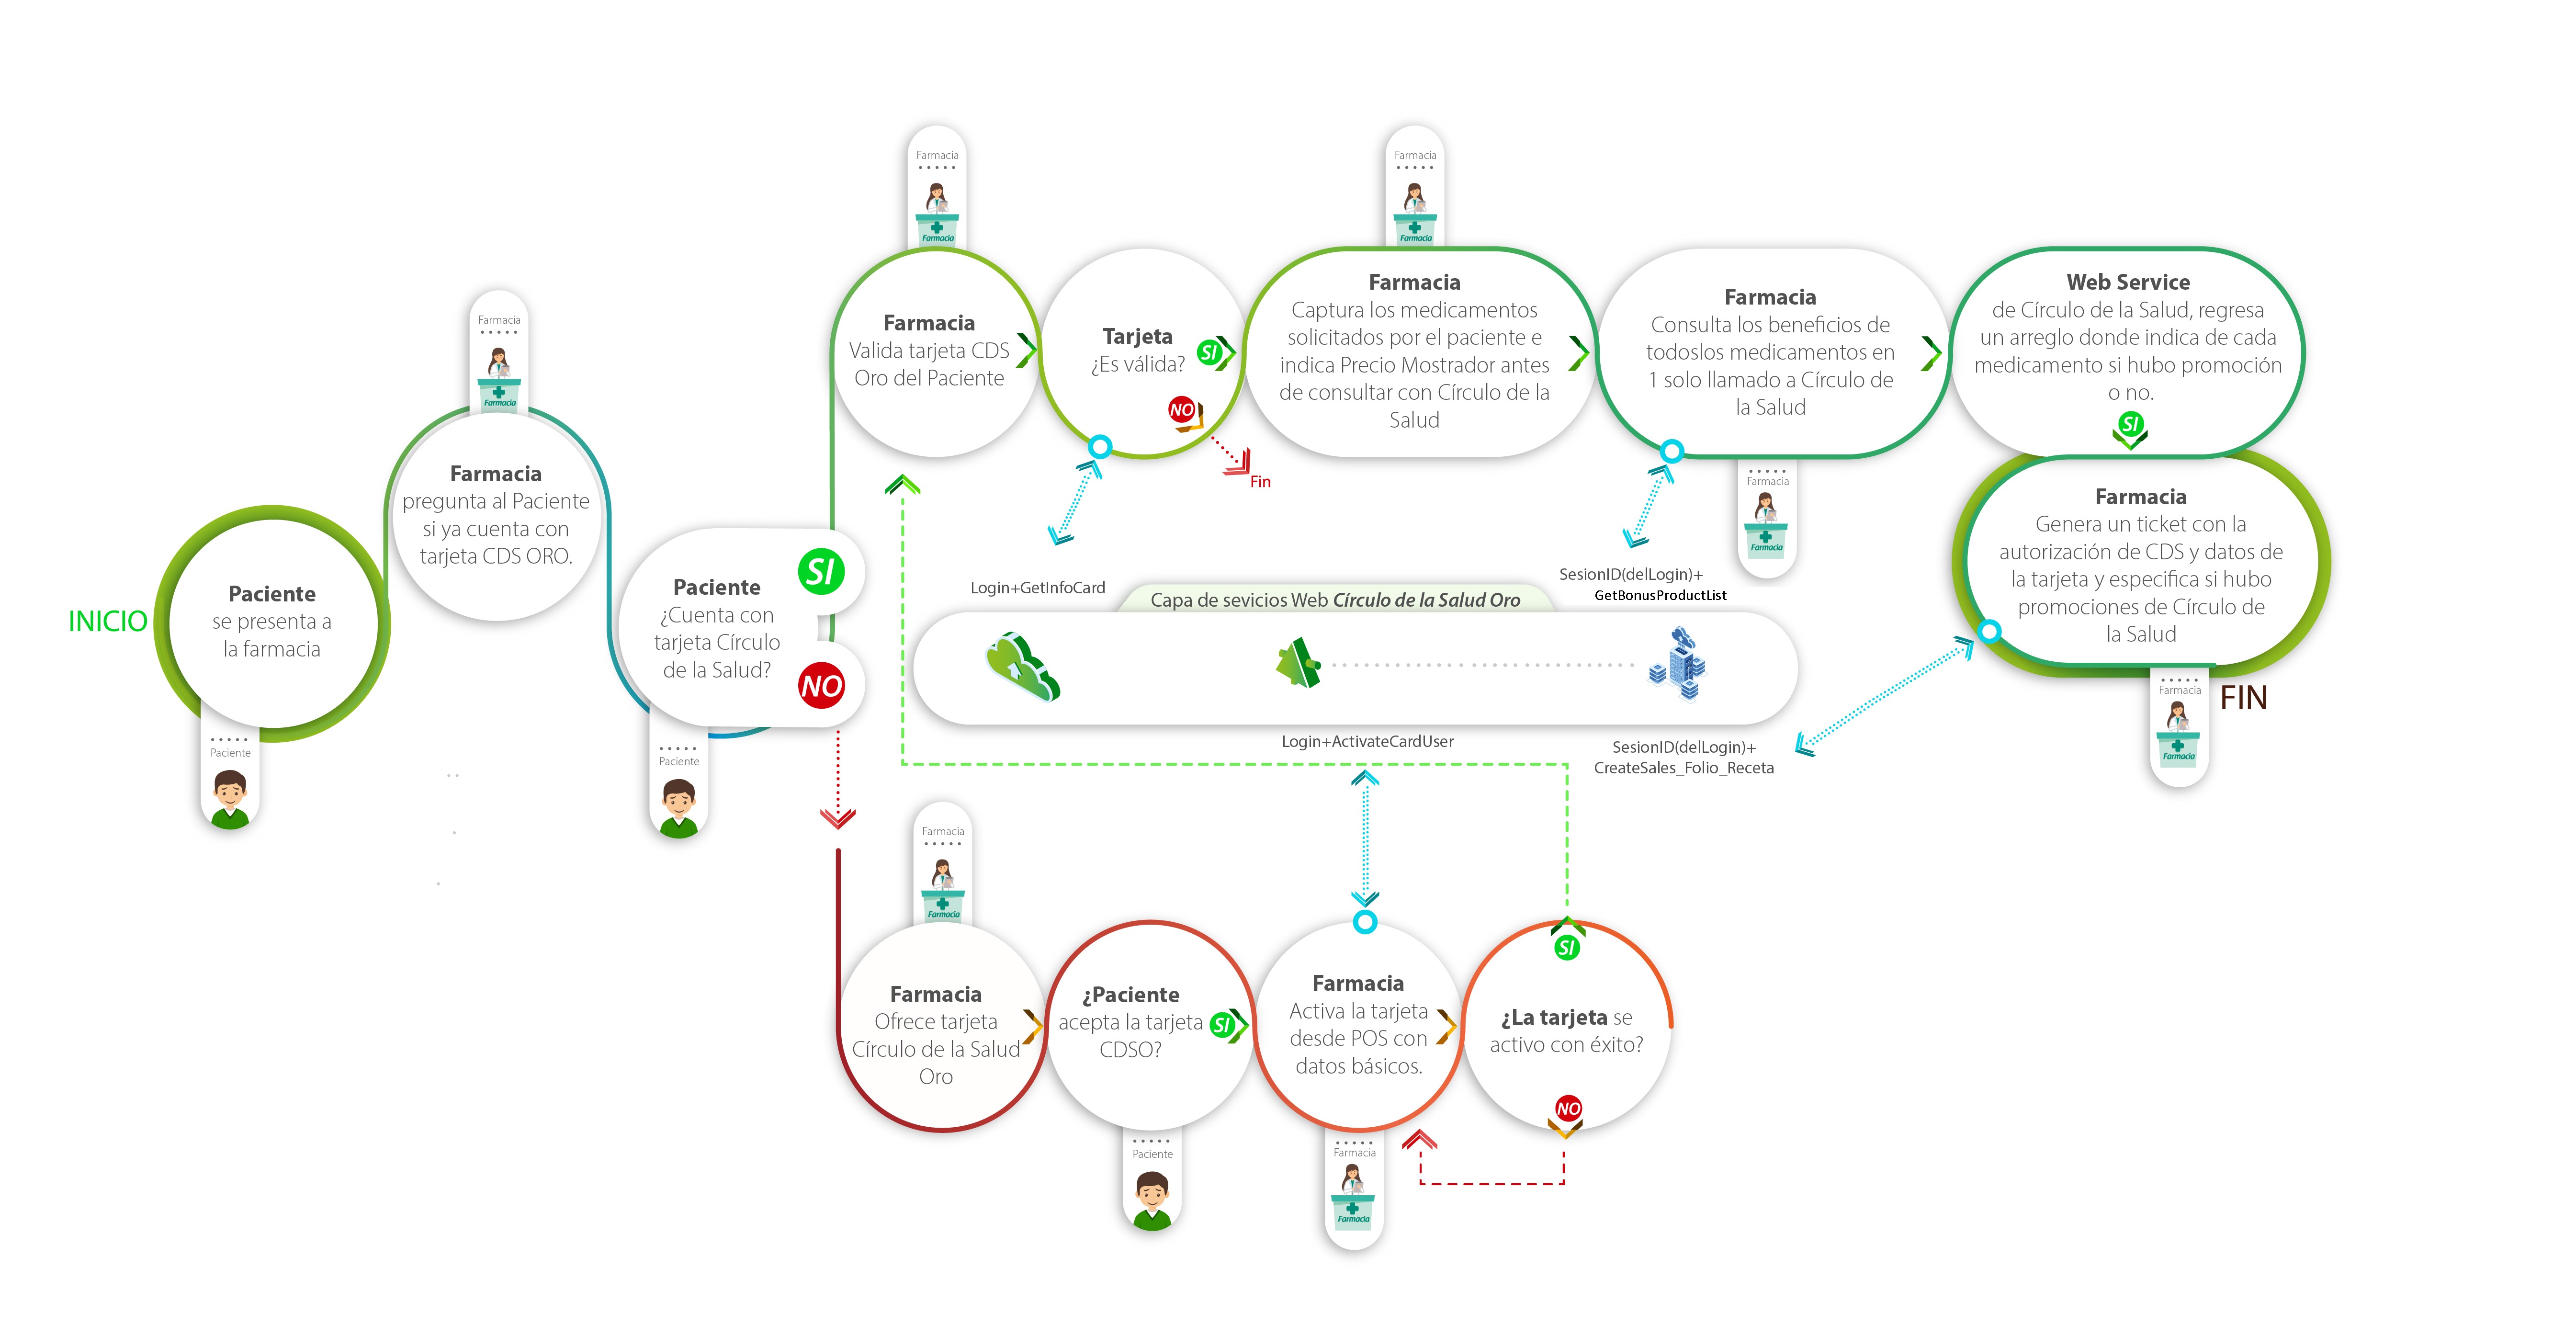 INICIO
Paciente
se presenta a
la farmacia
Paciente
Farmacia
Farmacia
Farmacia
pregunta al Paciente
si ya cuenta con
tarjeta CDS ORO.
Paciente
¿Cuenta con
tarjeta Círculo
de la Salud?
SI
NO
Paciente
Farmacia
Farmacia
Farmacia
Valida tarjeta CDS
Oro del Paciente
Tarjeta
¿Es válida?
SI
NO
Fin
Farmacia
Farmacia
Farmacia
Captura los medicamentos
solicitados por el paciente e
indica Precio Mostrador antes
de consultar con Círculo de la
Salud
Farmacia
Consulta los beneficios de
todoslos medicamentos en
1 solo llamado a Círculo de
la Salud
Farmacia
Farmacia
Web Service
de Círculo de la Salud, regresa
un arreglo donde indica de cada
medicamento si hubo promoción
o no.
SI
Farmacia
Genera un ticket con la
autorización de CDS y datos de
la tarjeta y especifica si hubo
promociones de Círculo de
la Salud
Farmacia
Farmacia
FIN
Login+GetInfoCard
SesionID(delLogin)+
GetBonusProductList
Capa de sevicios Web Círculo de la Salud Oro
Login+ActivateCardUser
SesionID(delLogin)+
CreateSales_Folio_Receta
Farmacia
Farmacia
Farmacia
Ofrece tarjeta
Círculo de la Salud
Oro
¿Paciente
acepta la tarjeta
CDSO?
SI
Paciente
Farmacia
Activa la tarjeta
desde POS con
datos básicos.
Farmacia
Farmacia
SI
¿La tarjeta se
activo con éxito?
NO